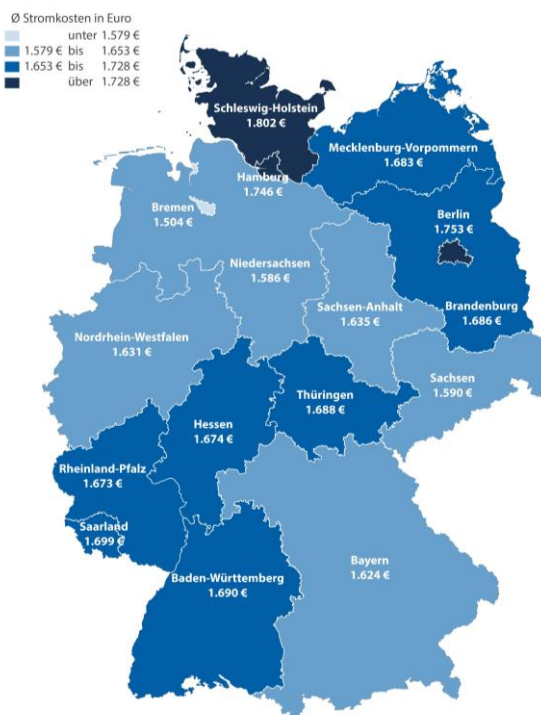 Ø Stromkosten in Euro
unter 1.579 €
1.579 € bis 1.653 €
1.653 € bis 1.728 €
über 1.728 €
Schleswig-Holstein
1.802 €
Mecklenburg-Vorpommern
1.683 €
Hamburg
1.746 €
Bremen
1.504 €
Berlin
1.753 €
Niedersachsen
1.586 €
Sachsen-Anhalt
1.635 €
Brandenburg
1.686 €
Nordrhein-Westfalen
1.631 €
Sachsen
1.590 €
Thüringen
1.688 €
Hessen
1.674 €
Rheinland-Pfalz
1.673 €
Saarland
1.699 €
Bayern
1.624 €
Baden-Württemberg
1.690 €